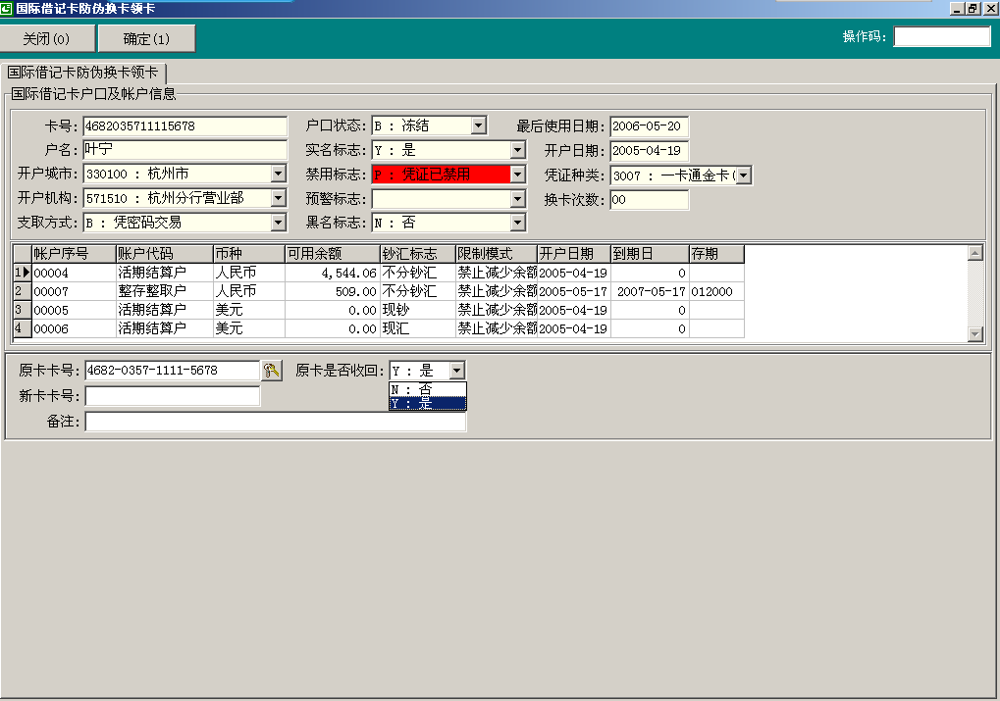 国际借记卡防伪换卡领卡
关闭(0) 确定(1) 操作码:
国际借记卡防伪换卡领卡
国际借记卡户口及帐户信息
卡号: 4682035711115678 户口状态: B : 冻结 最后使用日期: 2006-05-20
户名: 叶宁 实名标志: Y : 是 开户日期: 2005-04-19
开户城市: 330100 : 杭州市 禁用标志: P : 凭证已禁用 凭证种类: 3007 : 一卡通金卡(
开户机构: 571510 : 杭州分行营业部 预警标志: 换卡次数: 00
支取方式: B : 凭密码交易 黑名标志: N : 否
帐户序号 账户代码 币种 可用余额 钞汇标志 限制模式 开户日期 到期日 存期
1 00004 活期结算户 人民币 4,544.06 不分钞汇 禁止减少余额 2005-04-19 0
2 00007 整存整取户 人民币 509.00 不分钞汇 禁止减少余额 2005-05-17 2007-05-17 012000
3 00005 活期结算户 美元 0.00 现钞 禁止减少余额 2005-04-19 0
4 00006 活期结算户 美元 0.00 现汇 禁止减少余额 2005-04-19 0
原卡卡号: 4682-0357-1111-5678 原卡是否收回: Y : 是
N : 否
新卡卡号: Y : 是
备注: